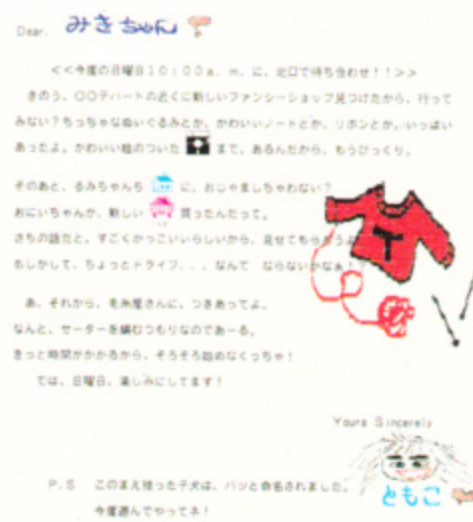 Dear. みきちゃん
<<今度の日曜日10:00a.m.に、北口で待ち合わせ!!>>
きのう、○○デパートの近くに新しいファンシーショップ見つけたから、行って
みない?ちっちゃなぬいぐるみとか、かわいいノートとか、リボンとか、いっぱい
あったよ。かわいい絵のついた まで、あるんだから、もうびっくり。
そのあと、るみちゃんち に、おじゃましちゃわない?
おにいちゃんが、新しい 買ったんだって。
さちの話だと、すごくかっこいいらしいから、見せてもらおうよ
もしかして、ちょっとドライブ...なんて ならないかなぁ!
あ、それから、毛糸屋さんに、つきあってよ。
なんと、セーターを編むつもりなのであーる。
きっと時間がかかるから、そろそろ始めなくっちゃ!
では、日曜日、楽しみにしてます!
T
Yours Sincerely
ともこ
P.S このまえ拾った子犬は、ハツと命名されました。
今度遊んでやってネ!